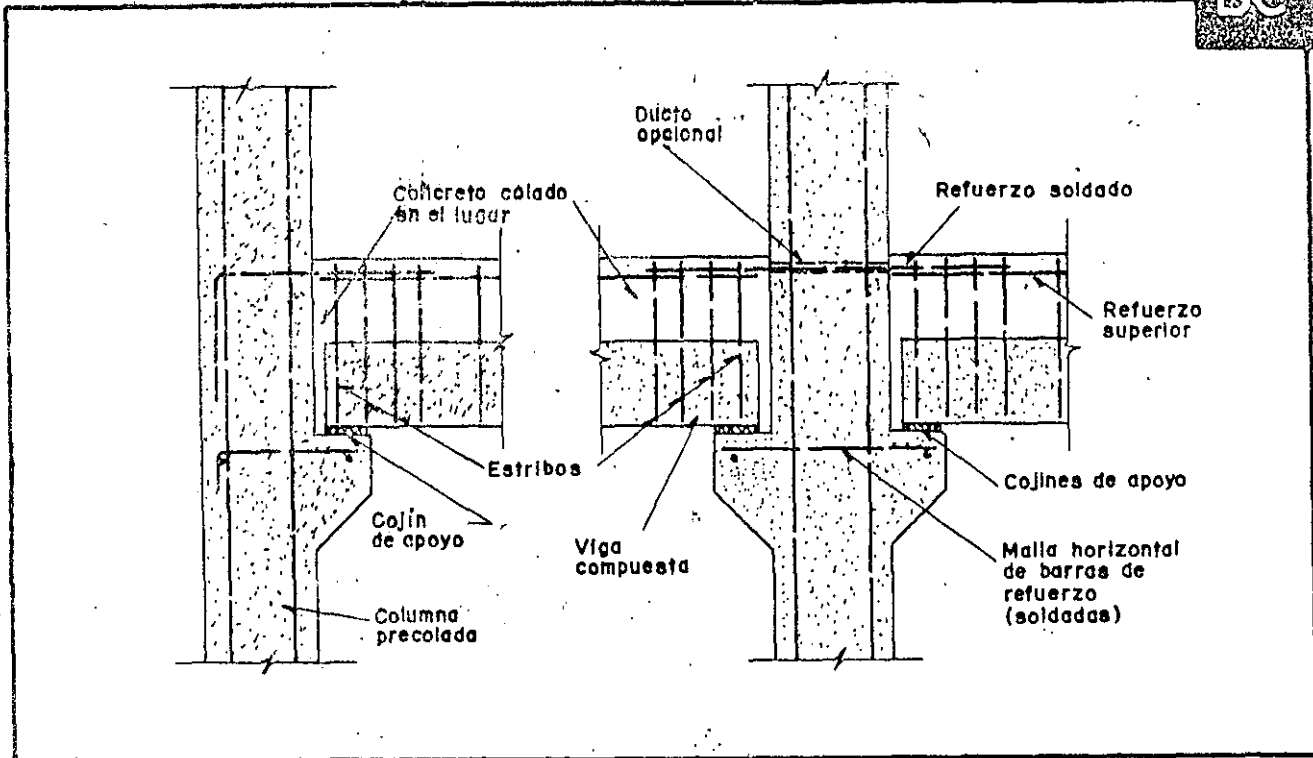 BC
Ducto
opcional
Concreto colado
en el lugar
Refuerzo soldado
Refuerzo
superior
Estribos
Cojín
de apoyo
Viga
compuesta
Cojines de apoyo
Malla horizontal
de barras de
refuerzo
(soldadas)
Columna
precolada